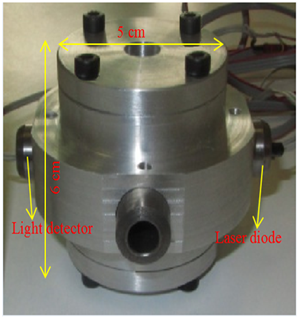 5 cm
6 cm
Light detector
Laser diode